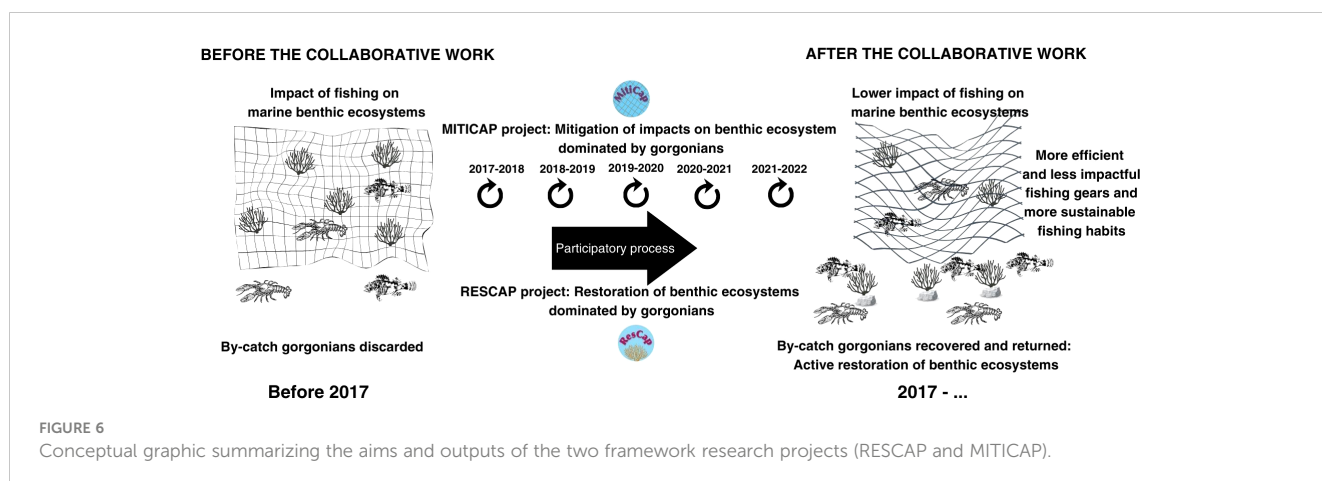 BEFORE THE COLLABORATIVE WORK
Impact of fishing on
marine benthic ecosystems
By-catch gorgonians discarded
Before 2017
MitiCap
MITICAP project: Mitigation of impacts on benthic ecosystem
dominated by gorgonians
2017-2018 2018-2019 2019-2020 2020-2021 2021-2022
Participatory process
RESCAP project: Restoration of benthic ecosystems
dominated by gorgonians
ResCap
AFTER THE COLLABORATIVE WORK
Lower impact of fishing on
marine benthic ecosystems
More efficient
and less impactful
fishing gears and
more sustainable
fishing habits
By-catch gorgonians recovered and returned:
Active restoration of benthic ecosystems
2017 - ...
FIGURE 6
Conceptual graphic summarizing the aims and outputs of the two framework research projects (RESCAP and MITICAP).